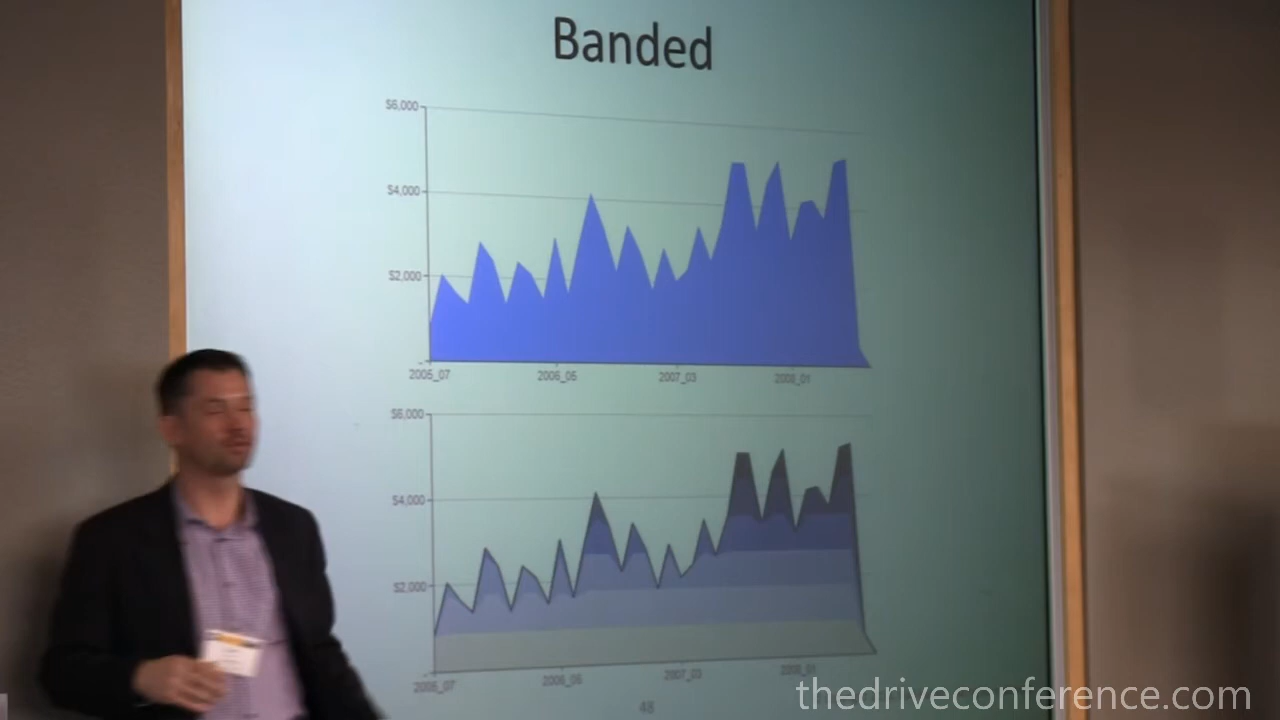 Banded
$6,000
$4,000
$2,000
-
2005_07 2006_05 2007_03 2008_01
$6,000
$4,000
$2,000
-
2005_07 2006_05 2007_03 2008_01
48
thedriveconference.com